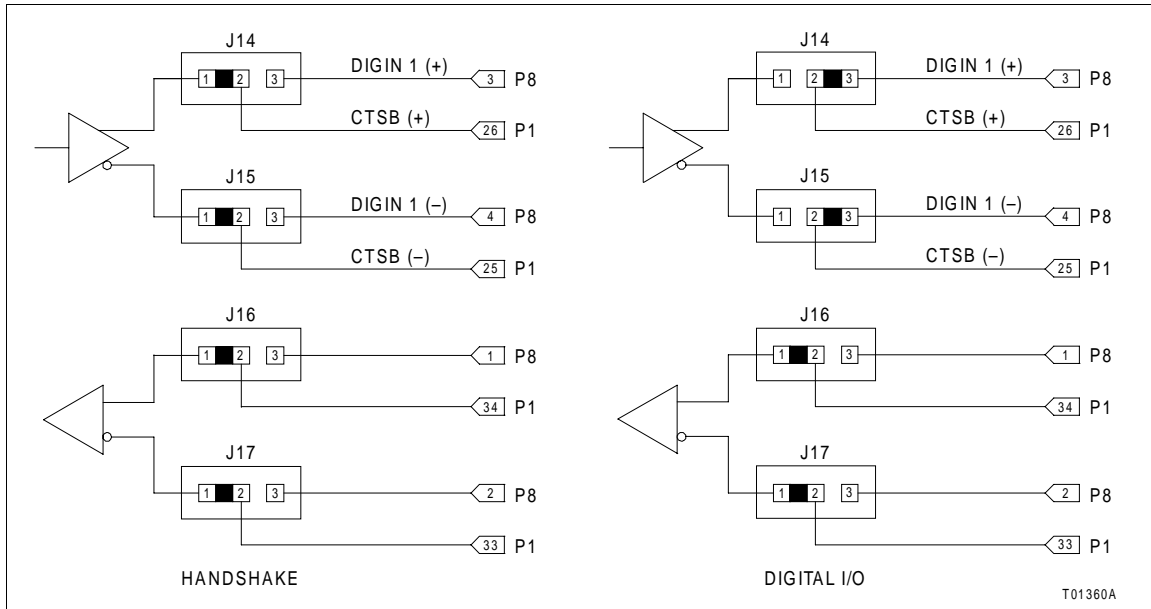 J14
1 2 3
DIGIN 1 (+)
3 P8
CTSB (+)
26 P1
J15
1 2 3
DIGIN 1 (–)
4 P8
CTSB (–)
25 P1
J16
1 2 3
1 P8
34 P1
J17
1 2 3
2 P8
33 P1
HANDSHAKE
J14
1 2 3
DIGIN 1 (+)
3 P8
CTSB (+)
26 P1
J15
1 2 3
DIGIN 1 (–)
4 P8
CTSB (–)
25 P1
J16
1 2 3
1 P8
34 P1
J17
1 2 3
2 P8
33 P1
DIGITAL I/O
T01360A